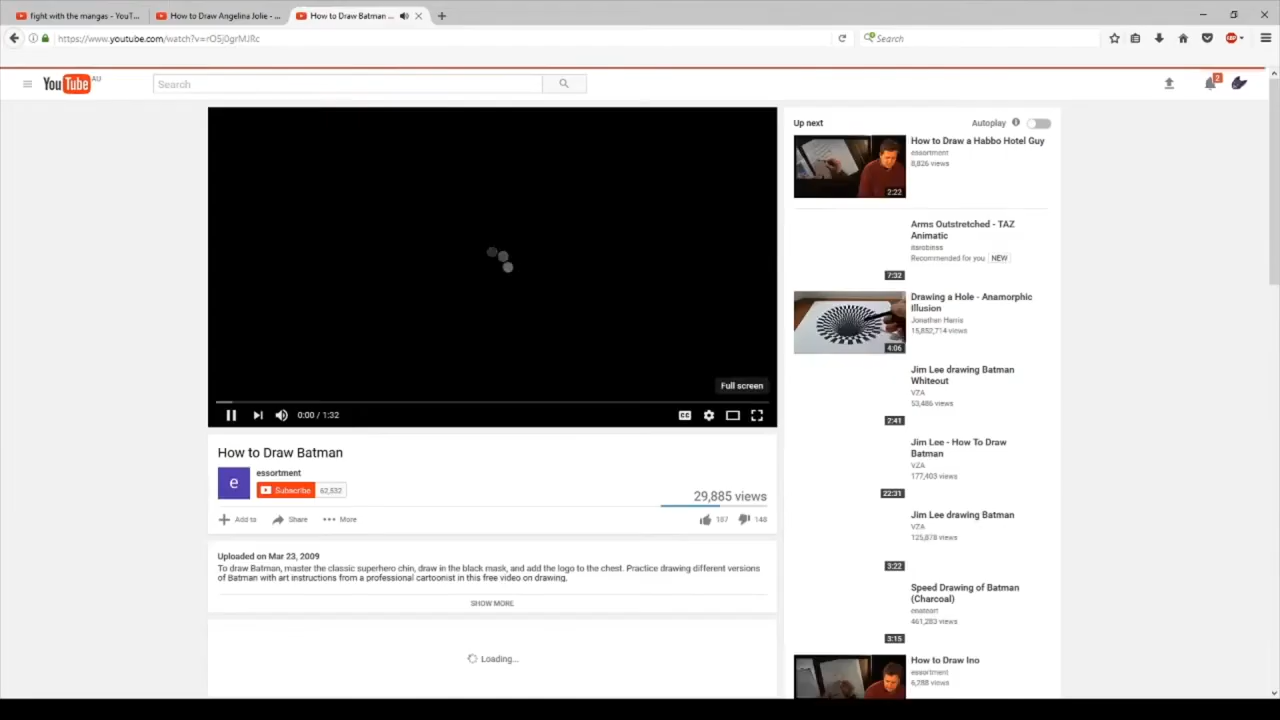 fight with the mangas - YouT...
How to Draw Angelina Jolie - ...
How to Draw Batman ...
https://www.youtube.com/watch?v=rO5j0grMJRc
Search
YouTube AU
Search
2
Up next
Autoplay
How to Draw a Habbo Hotel Guy
essortment
8,826 views
2:22
Arms Outstretched - TAZ
Animatic
itsrobinss
Recommended for you NEW
7:32
Drawing a Hole - Anamorphic
Illusion
Jonathan Harris
15,852,714 views
4:06
Jim Lee drawing Batman
Whiteout
VZA
53,486 views
2:41
Jim Lee - How To Draw
Batman
VZA
177,403 views
22:31
Jim Lee drawing Batman
VZA
125,878 views
3:22
Speed Drawing of Batman
(Charcoal)
461,283 views
3:15
How to Draw Ino
essortment
6,788 views
Full screen
0:00 / 1:32
CC
How to Draw Batman
e
essortment
Subscribe 62,532
29,885 views
Add to
Share
More
187
148
Uploaded on Mar 23, 2009
To draw Batman, master the classic superhero chin, draw in the black mask, and add the logo to the chest. Practice drawing different versions
of Batman with art instructions from a professional cartoonist in this free video on drawing.
SHOW MORE
Loading...